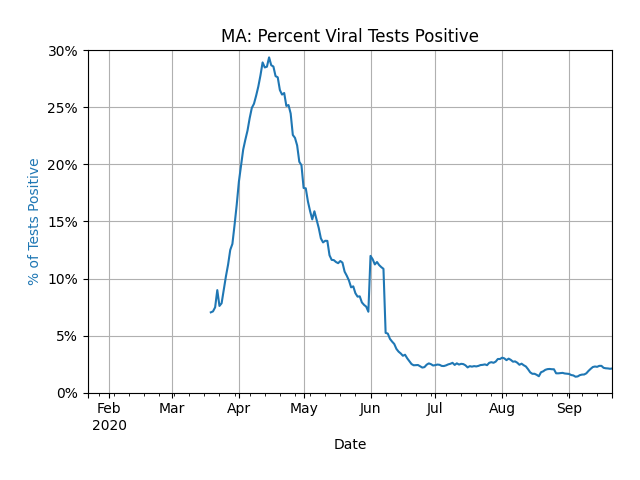 MA: Percent Viral Tests Positive
30%
25%
20%
15%
10%
5%
0%
% of Tests Positive
Feb Mar Apr May Jun Jul Aug Sep
2020
Date